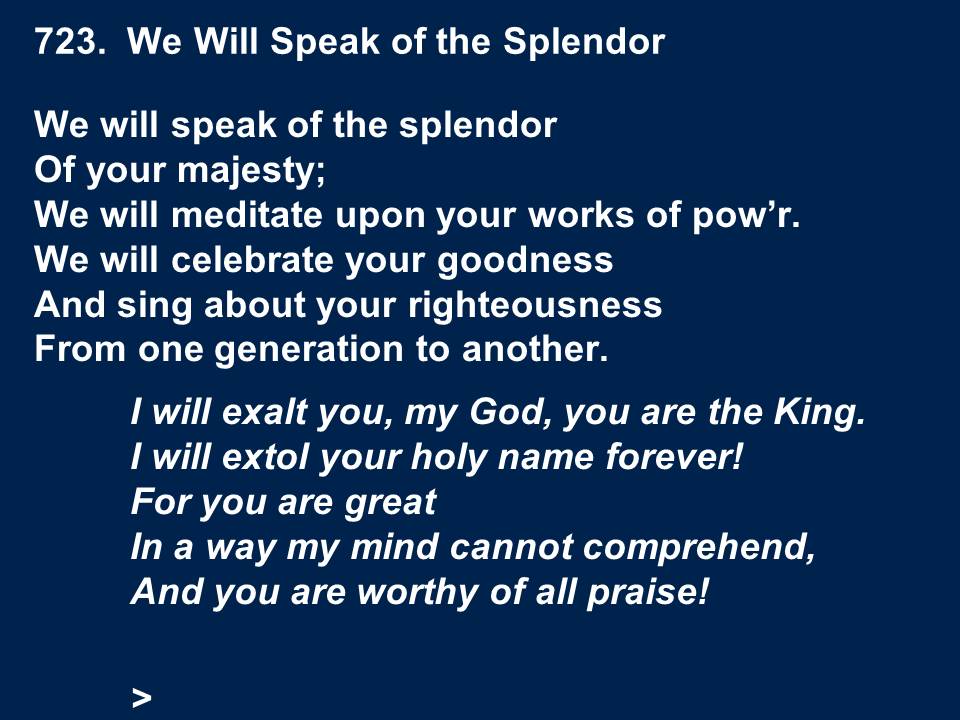 723.  We Will Speak of the Splendor
We will speak of the splendor
Of your majesty;
We will meditate upon your works of pow’r.
We will celebrate your goodness
And sing about your righteousness
From one generation to another.
I will exalt you, my God, you are the King.
I will extol your holy name forever!
For you are great
In a way my mind cannot comprehend,
And you are worthy of all praise!
>